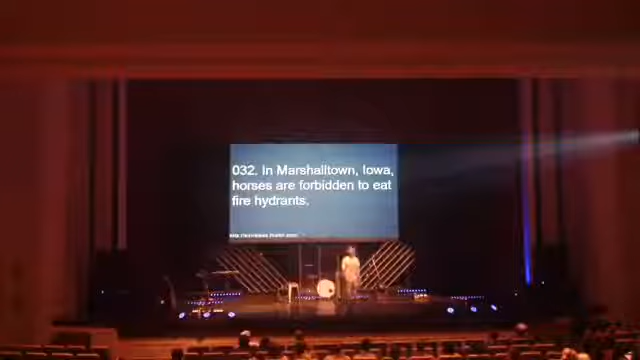 032. In Marshalltown, Iowa,
horses are forbidden to eat
fire hydrants.